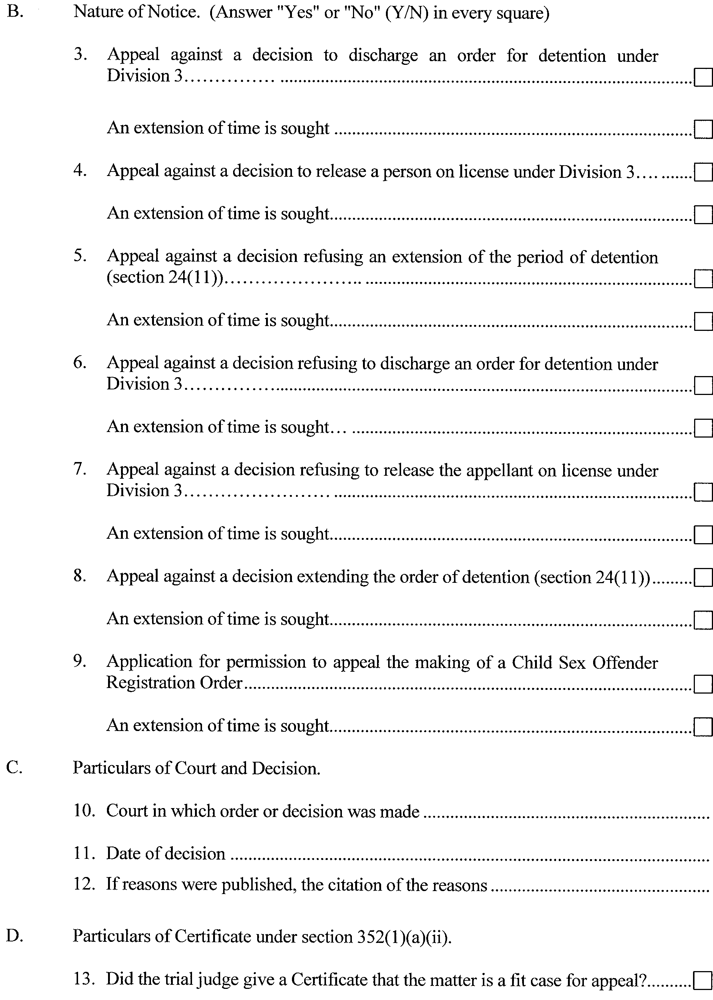 B. Nature of Notice. (Answer "Yes" or "No" (Y/N) in every square)
3. Appeal against a decision to discharge an order for detention under
Division 3............... ...............................................................................................
An extension of time is sought ...................................................................................
4. Appeal against a decision to release a person on license under Division 3.... .......
An extension of time is sought....................................................................................
5. Appeal against a decision refusing an extension of the period of detention
(section 24(11))....................... ...........................................................................
An extension of time is sought....................................................................................
6. Appeal against a decision refusing to discharge an order for detention under
Division 3................................................................................................................
An extension of time is sought... ...............................................................................
7. Appeal against a decision refusing to release the appellant on license under
Division 3........................ ...................................................................................
An extension of time is sought....................................................................................
8. Appeal against a decision extending the order of detention (section 24(11)).........
An extension of time is sought....................................................................................
9. Application for permission to appeal the making of a Child Sex Offender
Registration Order........................................................................................................
An extension of time is sought....................................................................................
C. Particulars of Court and Decision.
10. Court in which order or decision was made ..................................................................
11. Date of decision ...............................................................................................................
12. If reasons were published, the citation of the reasons ...................................................
D. Particulars of Certificate under section 352(1)(a)(ii).
13. Did the trial judge give a Certificate that the matter is a fit case for appeal?..........